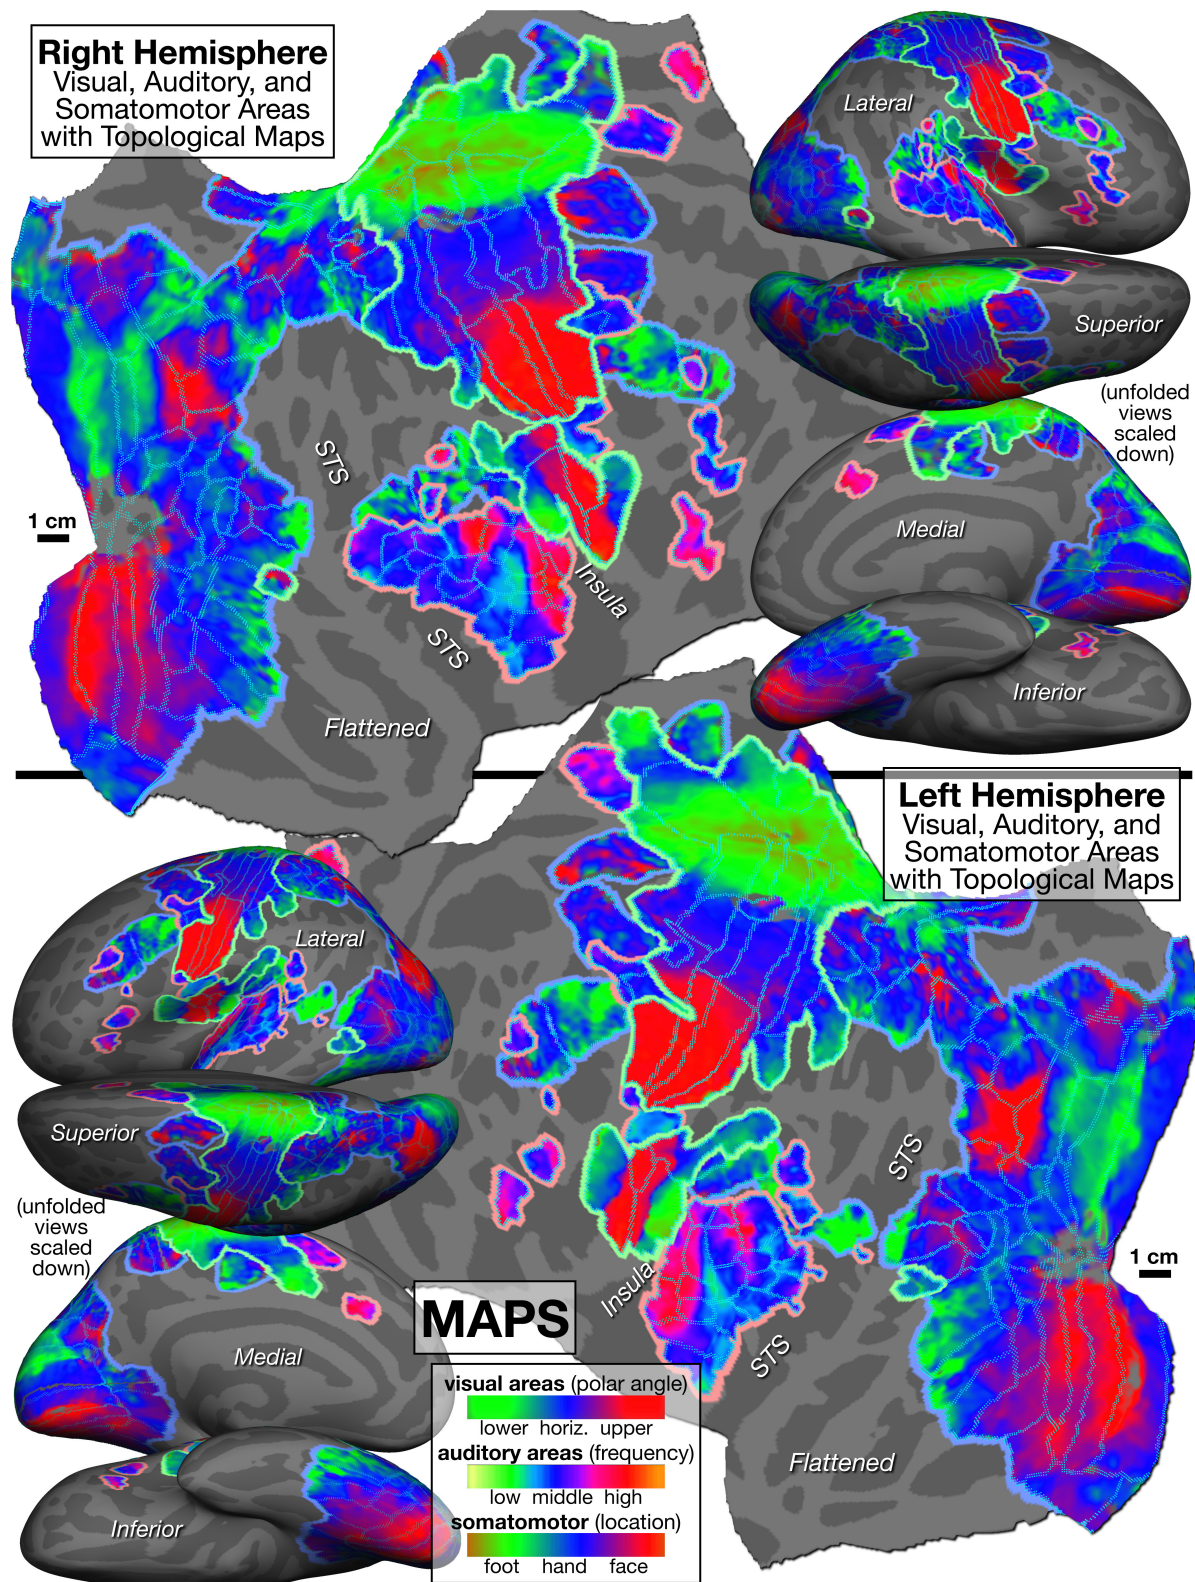 Right Hemisphere
Visual, Auditory, and
Somatomotor Areas
with Topological Maps
Lateral
Superior
(unfolded
views
scaled
down)
STS
1 cm
Medial
Insula
STS
Inferior
Flattened
Left Hemisphere
Visual, Auditory, and
Somatomotor Areas
with Topological Maps
Lateral
Superior
STS
(unfolded
views
scaled
down)
1 cm
Insula
MAPS
STS
Medial
visual areas (polar angle)
lower horiz. upper
auditory areas (frequency)
low middle high
somatomotor (location)
foot hand face
Flattened
Inferior